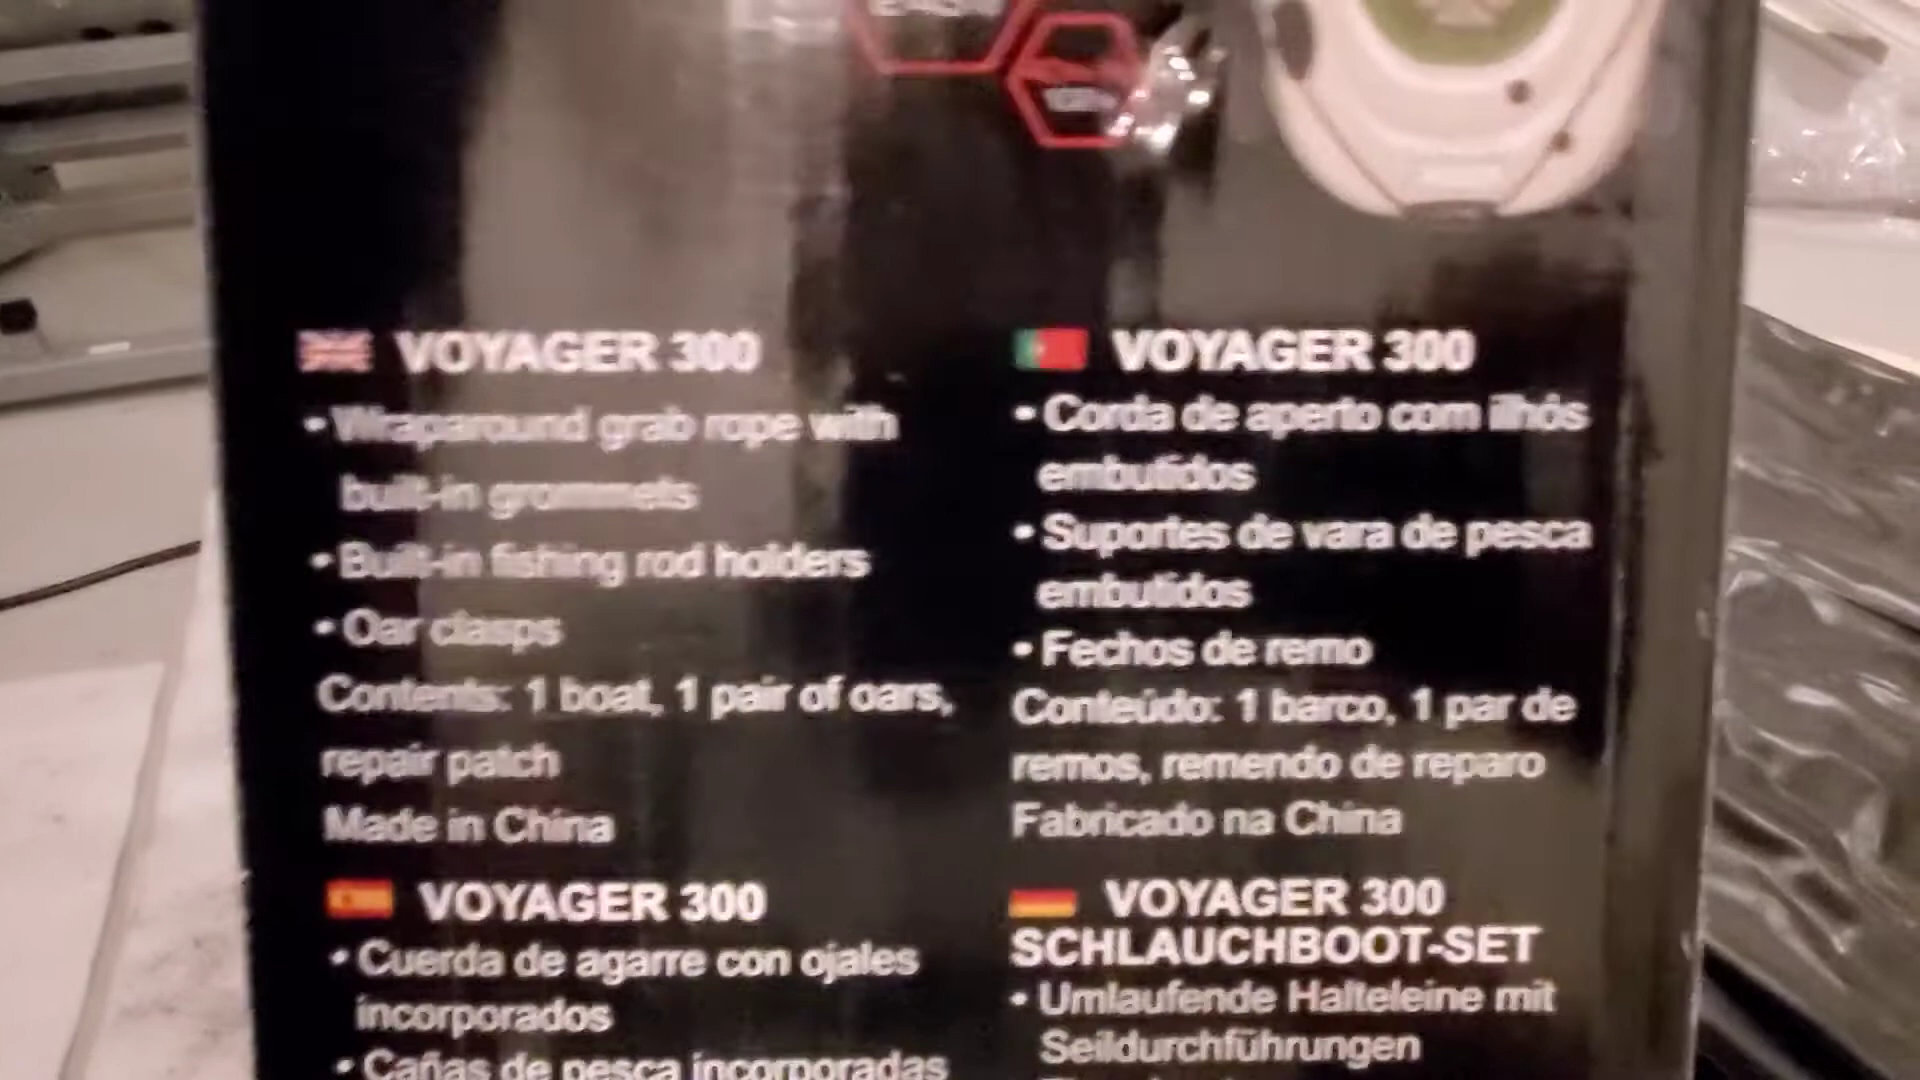 VOYAGER 300
• Wraparound grab rope with
built-in grommets
• Built-in fishing rod holders
• Oar clasps
Contents: 1 boat, 1 pair of oars,
repair patch
Made in China
VOYAGER 300
• Cuerda de agarre con ojales
incorporados
• Cañas de pesca incorporadas
VOYAGER 300
• Corda de aperto com ilhós
embutidos
• Suportes de vara de pesca
embutidos
• Fechos de remo
Conteúdo: 1 barco, 1 par de
remos, remendo de reparo
Fabricado na China
VOYAGER 300
SCHLAUCHBOOT-SET
• Umlaufende Halteleine mit
Seildurchführungen